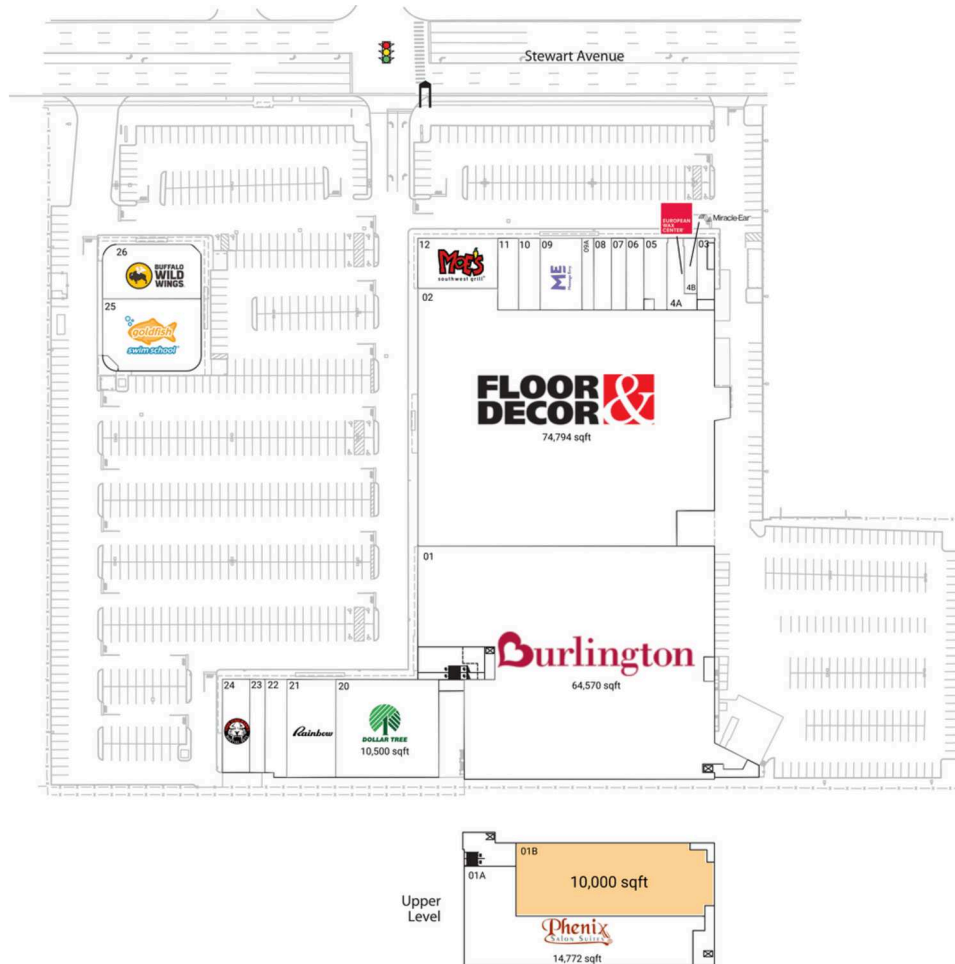 Stewart Avenue
EUROPEAN
WAX
CENTER
Miracle-Ear
26
BUFFALO
WILD
WINGS
25
goldfish
swim school
12
MOE'S
southwest grill
11
10
09
ME
09A
08
07
06
05
4A
4B
03
02
FLOOR
& DECOR
74,794 sqft
01
Burlington
64,570 sqft
24
23
22
21
Rainbow
20
DOLLAR TREE
10,500 sqft
Upper
Level
01A
01B
10,000 sqft
Phenix
SALON SUITES
14,772 sqft